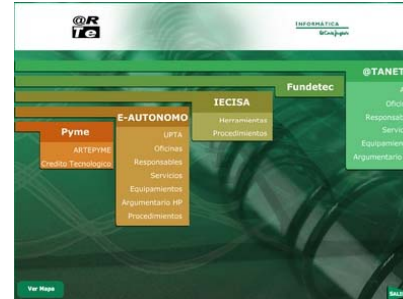 @R
Te
INFORMÁTICA
El Corte Inglés
@TANET
Fundetec
IECISA
Herramientas
Procedimientos
E-AUTONOMO
UPTA
Oficines
Responsables
Servicios
Equipamientos
Argumentario HP
Procedimientos
Pyme
ARTEPYME
Credito Tecnologico
A
Oficin
Responsab
Servic
Equipamien
Argumentario
Ver Mapa
SALI